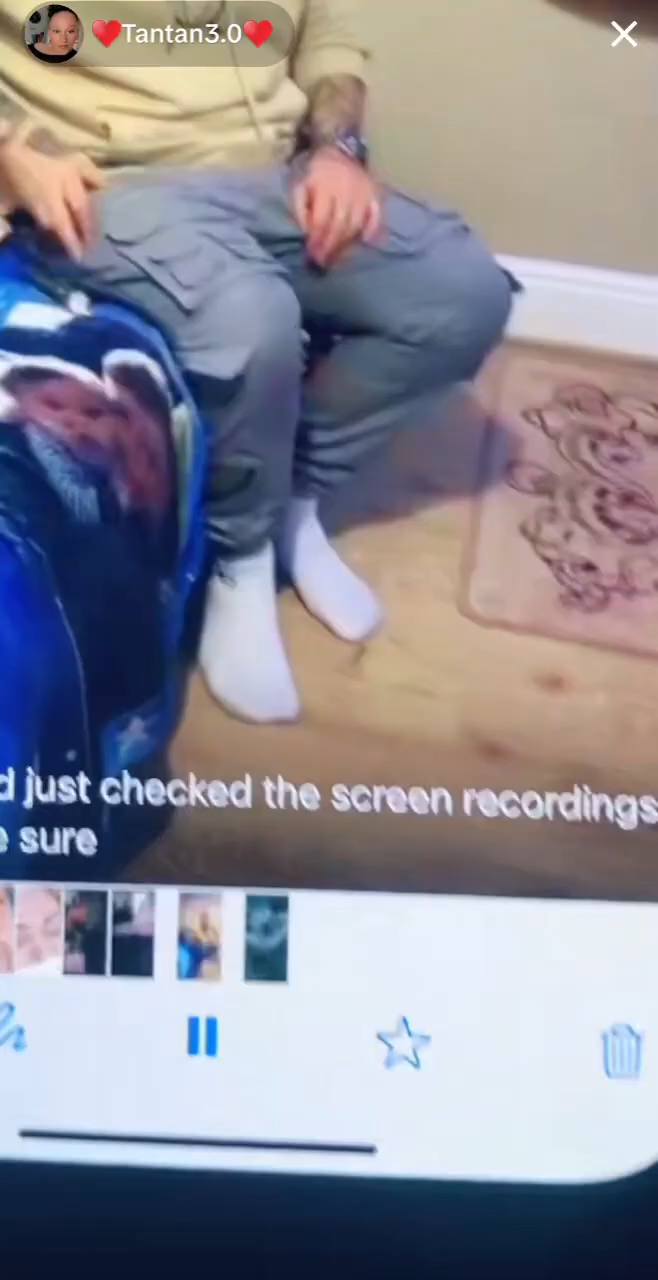 ❤️Tantan3.0❤️
d just checked the screen recordings
e sure